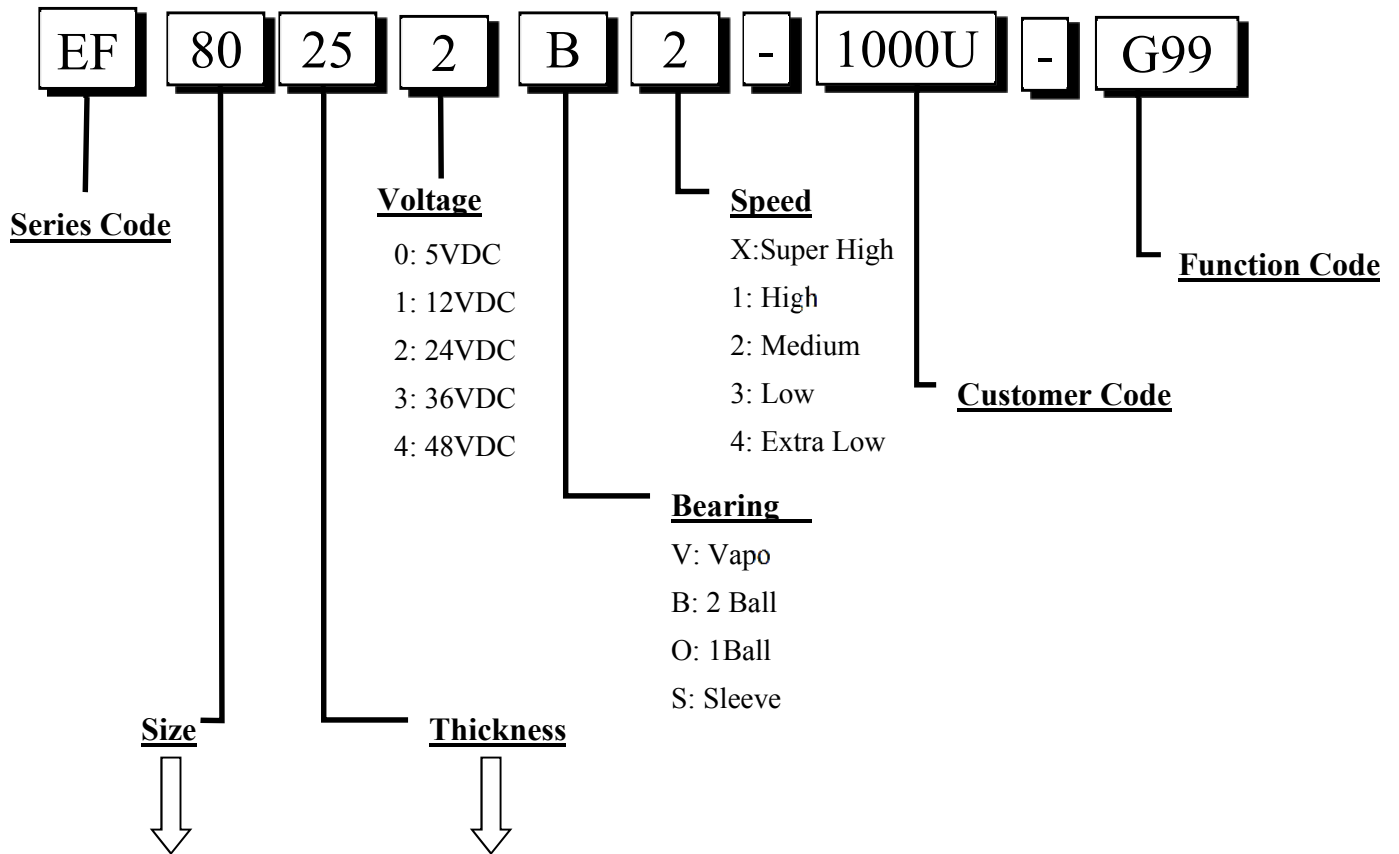 EF 80 25 2 B 2 - 1000U - G99
Series Code
Voltage
0: 5VDC
1: 12VDC
2: 24VDC
3: 36VDC
4: 48VDC
Speed
X:Super High
1: High
2: Medium
3: Low
4: Extra Low
Function Code
Customer Code
Bearing
V: Vapo
B: 2 Ball
O: 1Ball
S: Sleeve
Size
Thickness